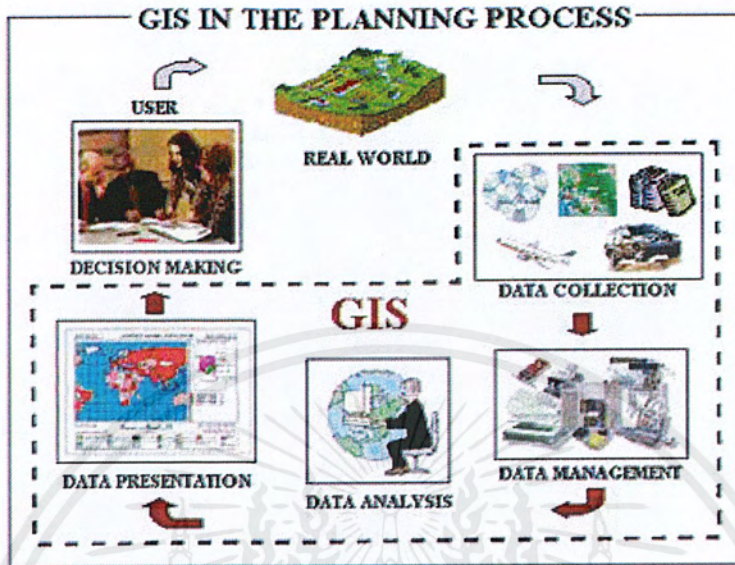 GIS IN THE PLANNING PROCESS
USER
REAL WORLD
DECISION MAKING
DATA COLLECTION
GIS
DATA PRESENTATION
DATA ANALYSIS
DATA MANAGEMENT